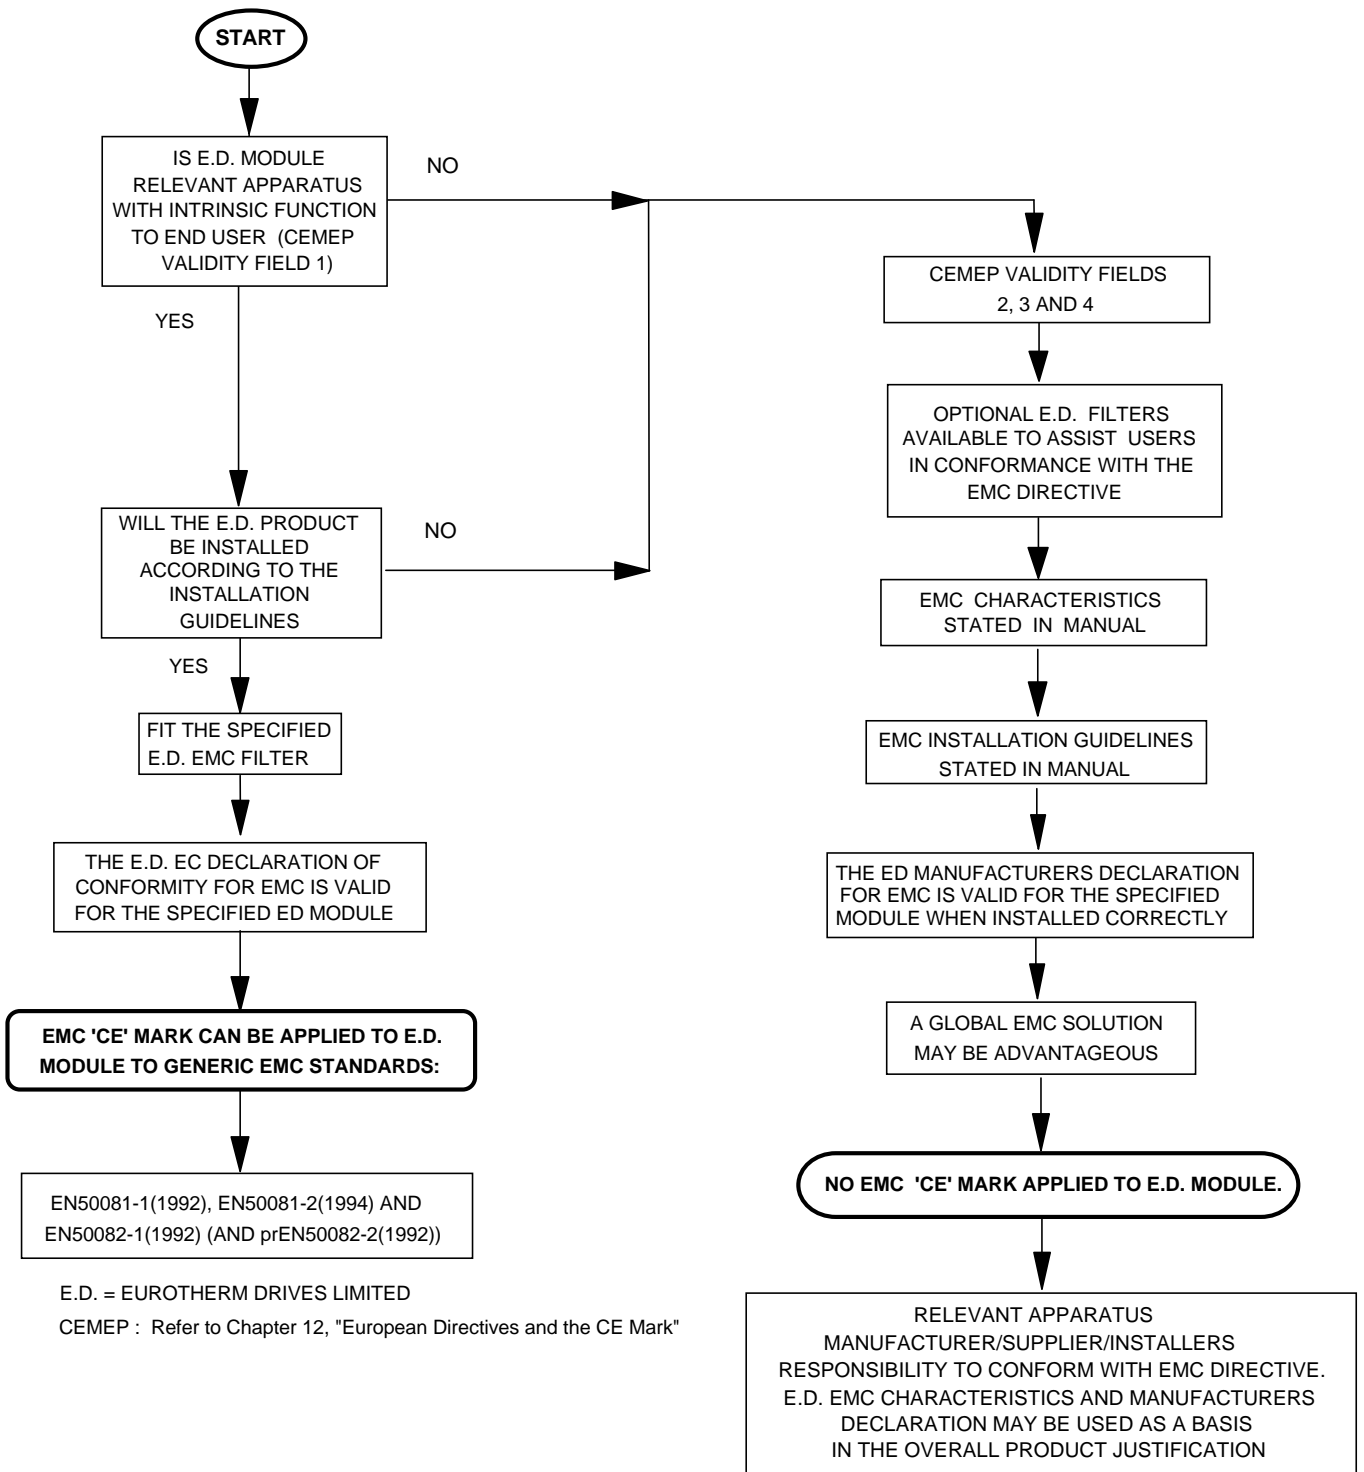 START
IS E.D. MODULE
RELEVANT APPARATUS
WITH INTRINSIC FUNCTION
TO END USER (CEMEP
VALIDITY FIELD 1)
NO
YES
WILL THE E.D. PRODUCT
BE INSTALLED
ACCORDING TO THE
INSTALLATION
GUIDELINES
NO
YES
FIT THE SPECIFIED
E.D. EMC FILTER
THE E.D. EC DECLARATION OF
CONFORMITY FOR EMC IS VALID
FOR THE SPECIFIED ED MODULE
EMC 'CE' MARK CAN BE APPLIED TO E.D.
MODULE TO GENERIC EMC STANDARDS:
EN50081-1(1992), EN50081-2(1994) AND
EN50082-1(1992) (AND prEN50082-2(1992))
E.D. = EUROTHERM DRIVES LIMITED
CEMEP : Refer to Chapter 12, "European Directives and the CE Mark"
CEMEP VALIDITY FIELDS
2, 3 AND 4
OPTIONAL E.D. FILTERS
AVAILABLE TO ASSIST USERS
IN CONFORMANCE WITH THE
EMC DIRECTIVE
EMC CHARACTERISTICS
STATED IN MANUAL
EMC INSTALLATION GUIDELINES
STATED IN MANUAL
THE ED MANUFACTURERS DECLARATION
FOR EMC IS VALID FOR THE SPECIFIED
MODULE WHEN INSTALLED CORRECTLY
A GLOBAL EMC SOLUTION
MAY BE ADVANTAGEOUS
NO EMC 'CE' MARK APPLIED TO E.D. MODULE.
RELEVANT APPARATUS
MANUFACTURER/SUPPLIER/INSTALLERS
RESPONSIBILITY TO CONFORM WITH EMC DIRECTIVE.
E.D. EMC CHARACTERISTICS AND MANUFACTURERS
DECLARATION MAY BE USED AS A BASIS
IN THE OVERALL PRODUCT JUSTIFICATION